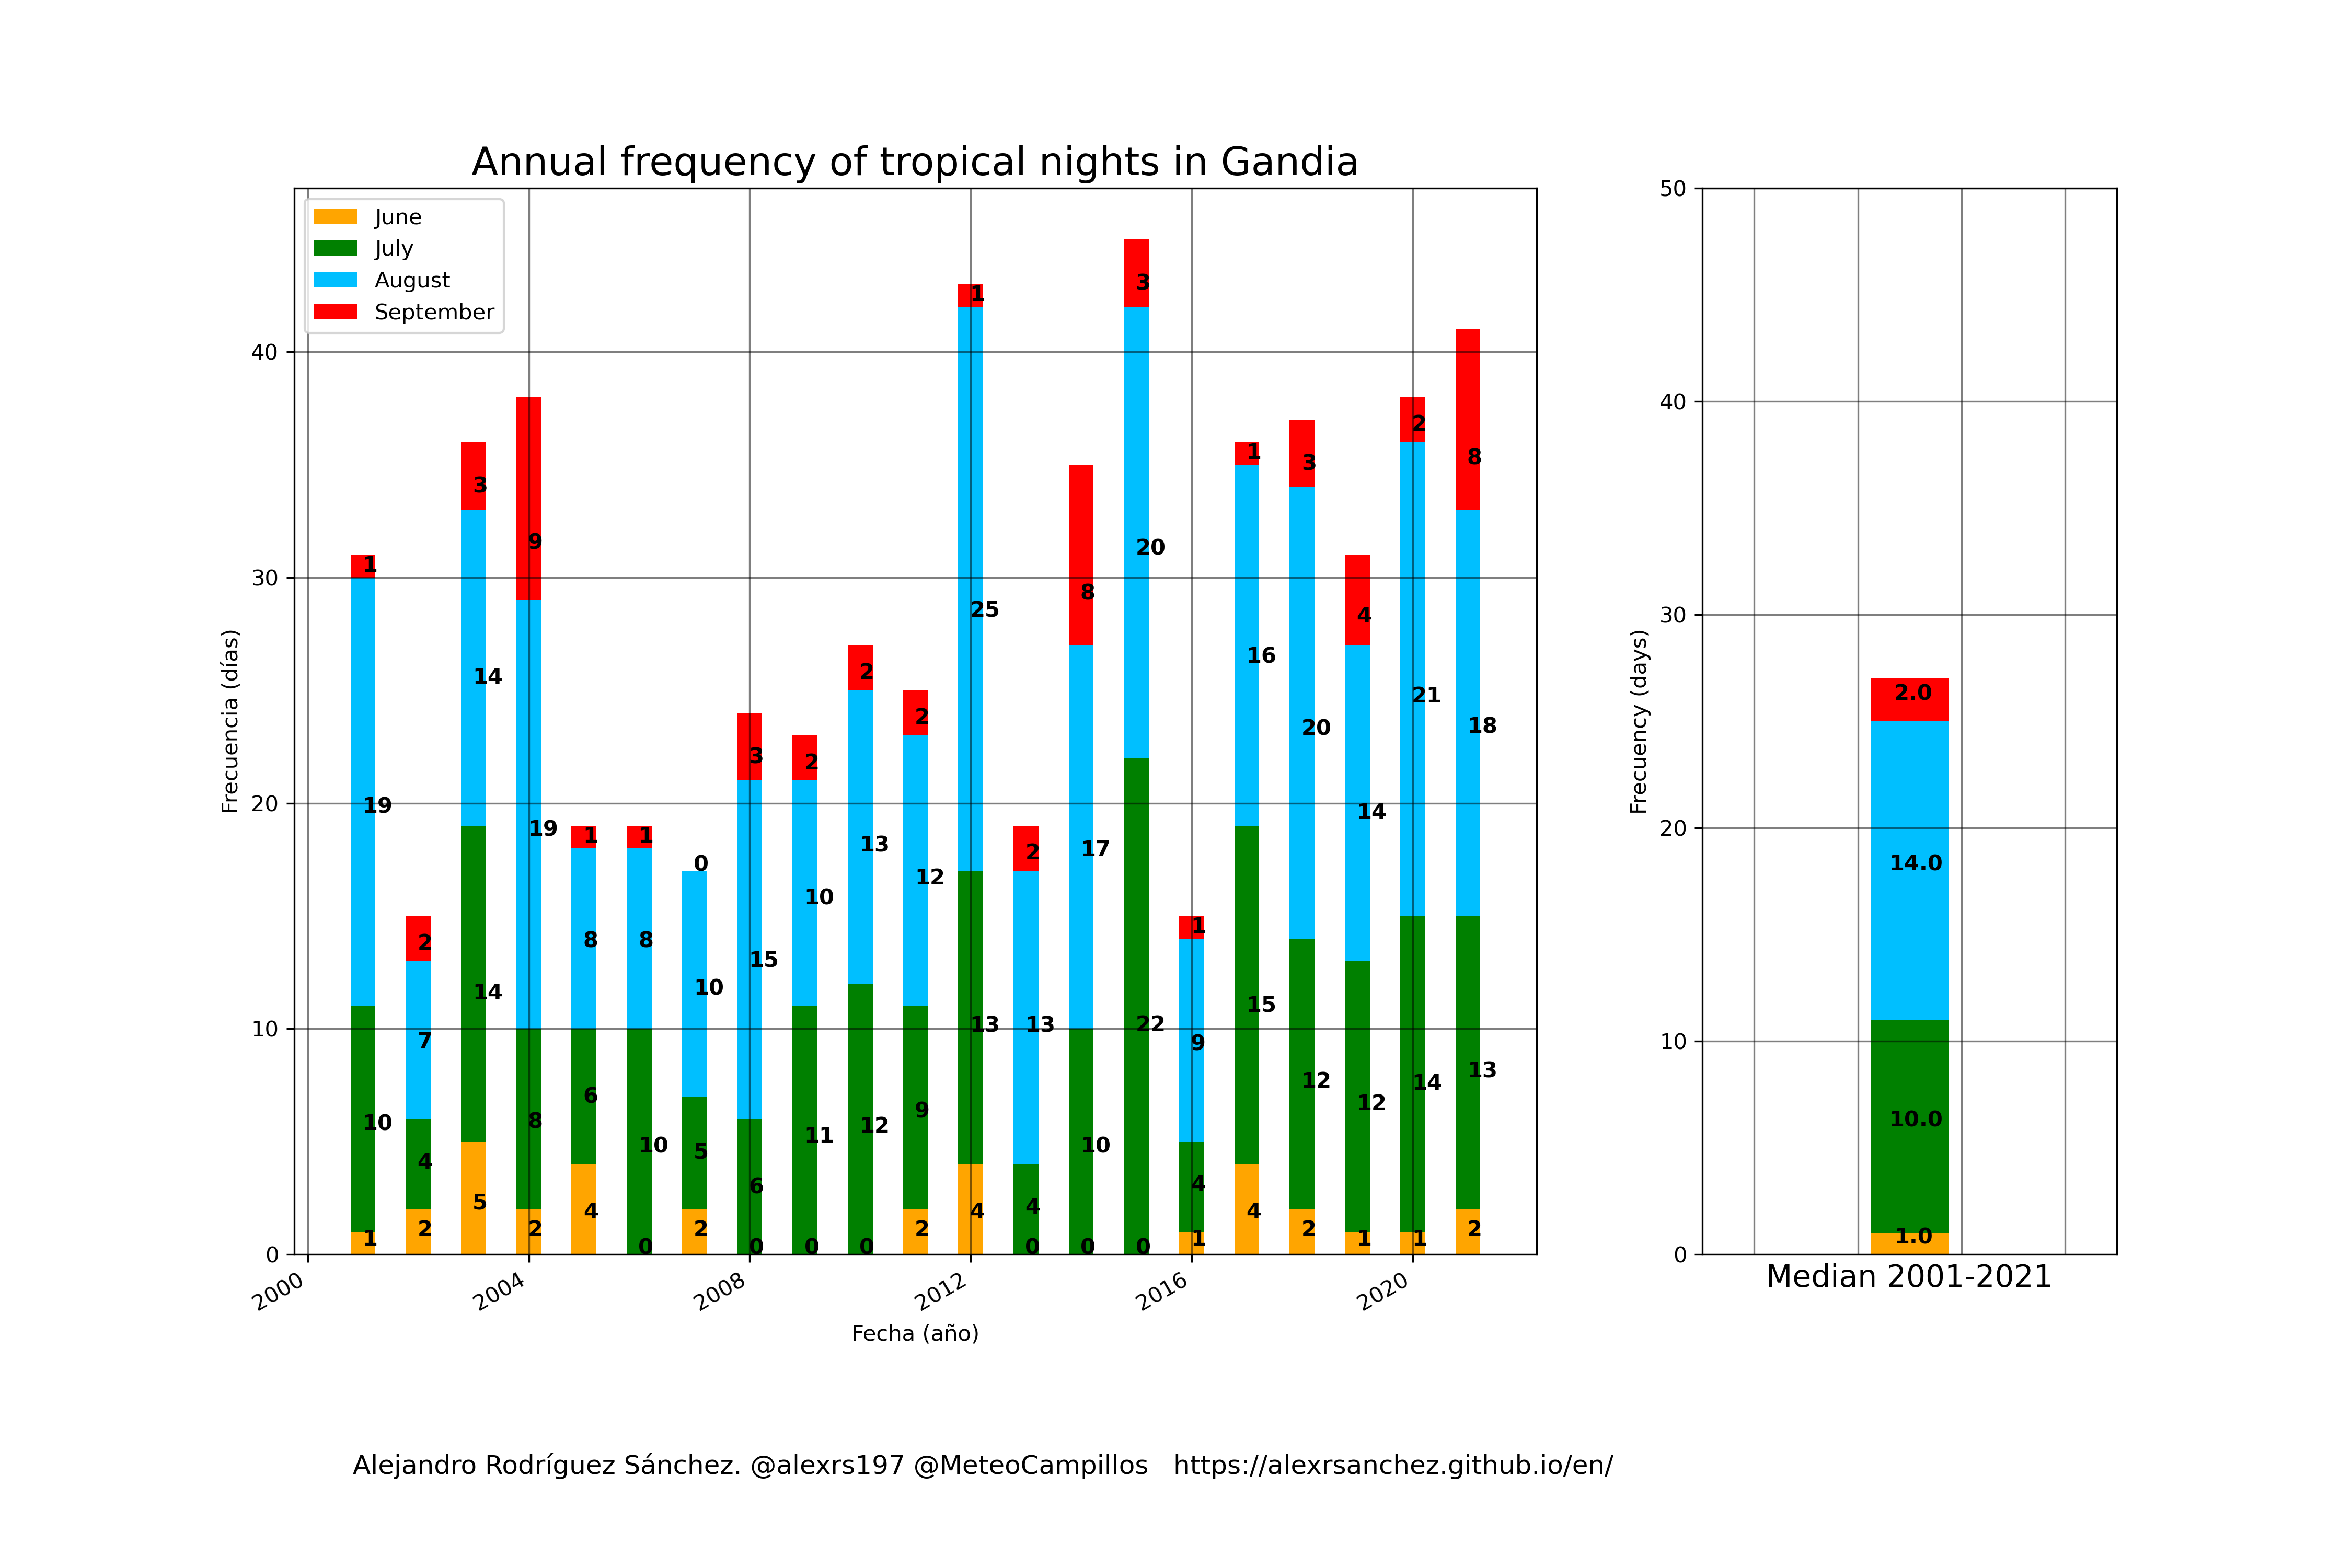 Annual frequency of tropical nights in Gandia
June
July
August
September
Frecuencia (días)
40
30
20
10
0
1 10 19 1
2 4 7 2
5 14 14 3
2 8 19 9
4 6 8 1
0 10 8 1
2 5 10 0
0 6 15 3
0 11 10 2
0 12 13 2
2 9 12 2
4 13 25 1
0 4 13 2
0 10 17 8
0 22 20 3
1 4 9 1
4 15 16 1
2 12 20 3
1 12 14 4
1 14 21 2
2 13 18 8
2000 2004 2008 2012 2016 2020
Fecha (año)
Frecuency (days)
50
40
30
20
10
0
2.0
14.0
10.0
1.0
Median 2001-2021
Alejandro Rodríguez Sánchez. @alexrs197 @MeteoCampillos https://alexrsanchez.github.io/en/